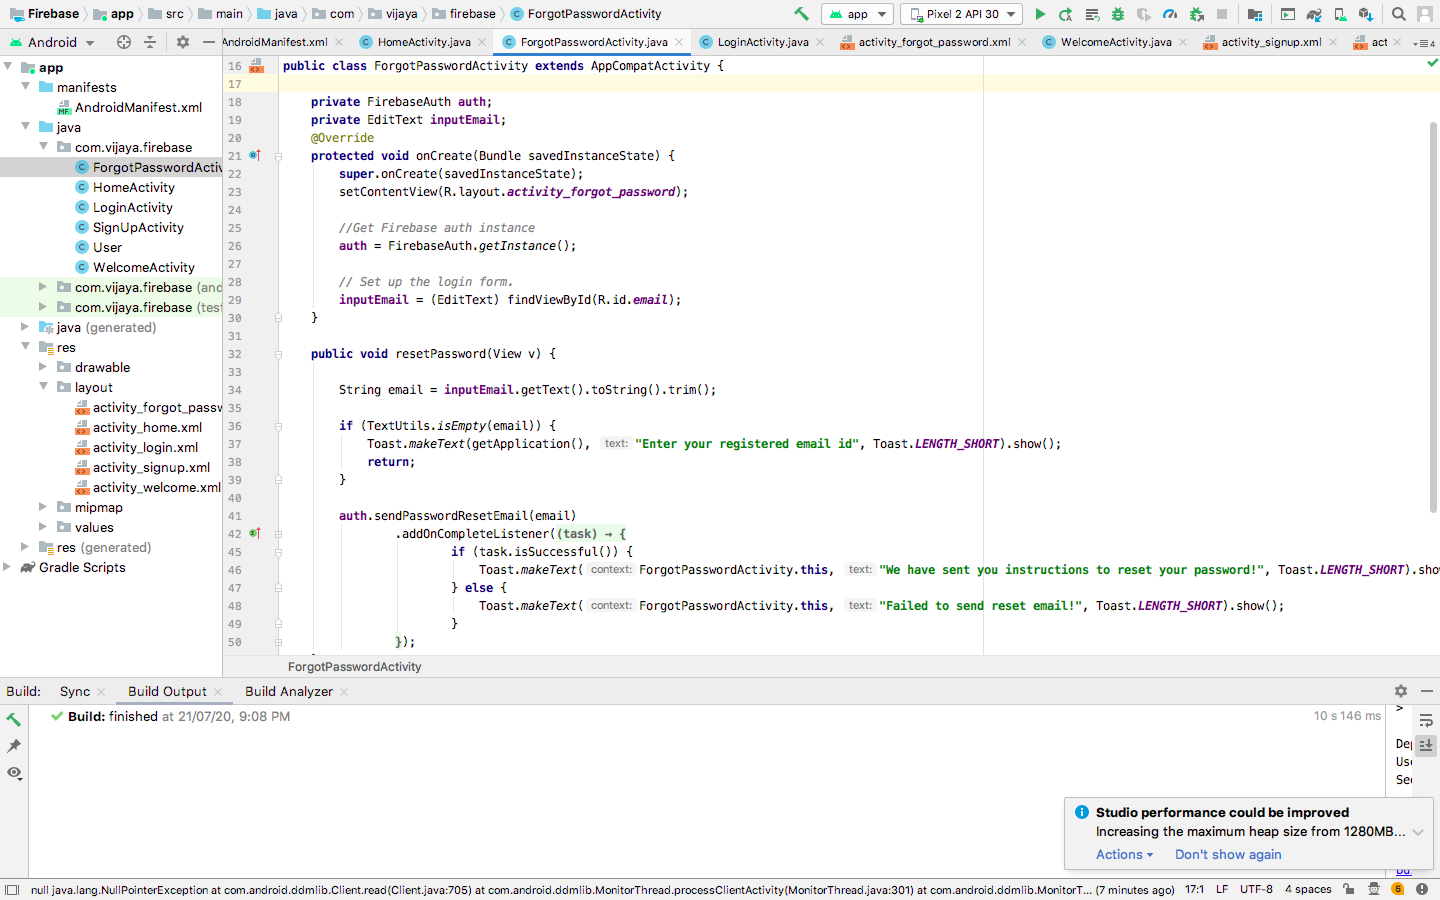 Firebase app src main java com vijaya firebase ForgotPasswordActivity app Pixel 2 API 30
Android AndroidManifest.xml HomeActivity.java ForgotPasswordActivity.java LoginActivity.java activity_forgot_password.xml WelcomeActivity.java activity_signup.xml act 4
app
manifests
AndroidManifest.xml
java
com.vijaya.firebase
ForgotPasswordActiv
HomeActivity
LoginActivity
SignUpActivity
User
WelcomeActivity
com.vijaya.firebase (and
com.vijaya.firebase (test
java (generated)
res
drawable
layout
activity_forgot_passw
activity_home.xml
activity_login.xml
activity_signup.xml
activity_welcome.xml
mipmap
values
res (generated)
Gradle Scripts
16 public class ForgotPasswordActivity extends AppCompatActivity {
17
18 private FirebaseAuth auth;
19 private EditText inputEmail;
20 @Override
21 protected void onCreate(Bundle savedInstanceState) {
22 super.onCreate(savedInstanceState);
23 setContentView(R.layout.activity_forgot_password);
24
25 //Get Firebase auth instance
26 auth = FirebaseAuth.getInstance();
27
28 // Set up the login form.
29 inputEmail = (EditText) findViewById(R.id.email);
30 }
31
32 public void resetPassword(View v) {
33
34 String email = inputEmail.getText().toString().trim();
35
36 if (TextUtils.isEmpty(email)) {
37 Toast.makeText(getApplication(), text: "Enter your registered email id", Toast.LENGTH_SHORT).show();
38 return;
39 }
40
41 auth.sendPasswordResetEmail(email)
42 .addOnCompleteListener((task) → {
45 if (task.isSuccessful()) {
46 Toast.makeText( context: ForgotPasswordActivity.this, text: "We have sent you instructions to reset your password!", Toast.LENGTH_SHORT).show
47 } else {
48 Toast.makeText( context: ForgotPasswordActivity.this, text: "Failed to send reset email!", Toast.LENGTH_SHORT).show();
49 }
50 });
ForgotPasswordActivity
Build: Sync Build Output Build Analyzer
Build: finished at 21/07/20, 9:08 PM 10 s 146 ms
>
Dep
Use
See
Studio performance could be improved
Increasing the maximum heap size from 1280MB...
Actions Don't show again
null java.lang.NullPointerException at com.android.ddmlib.Client.read(Client.java:705) at com.android.ddmlib.MonitorThread.processClientActivity(MonitorThread.java:301) at com.android.ddmlib.MonitorT... (7 minutes ago) 17:1 LF UTF-8 4 spaces 5